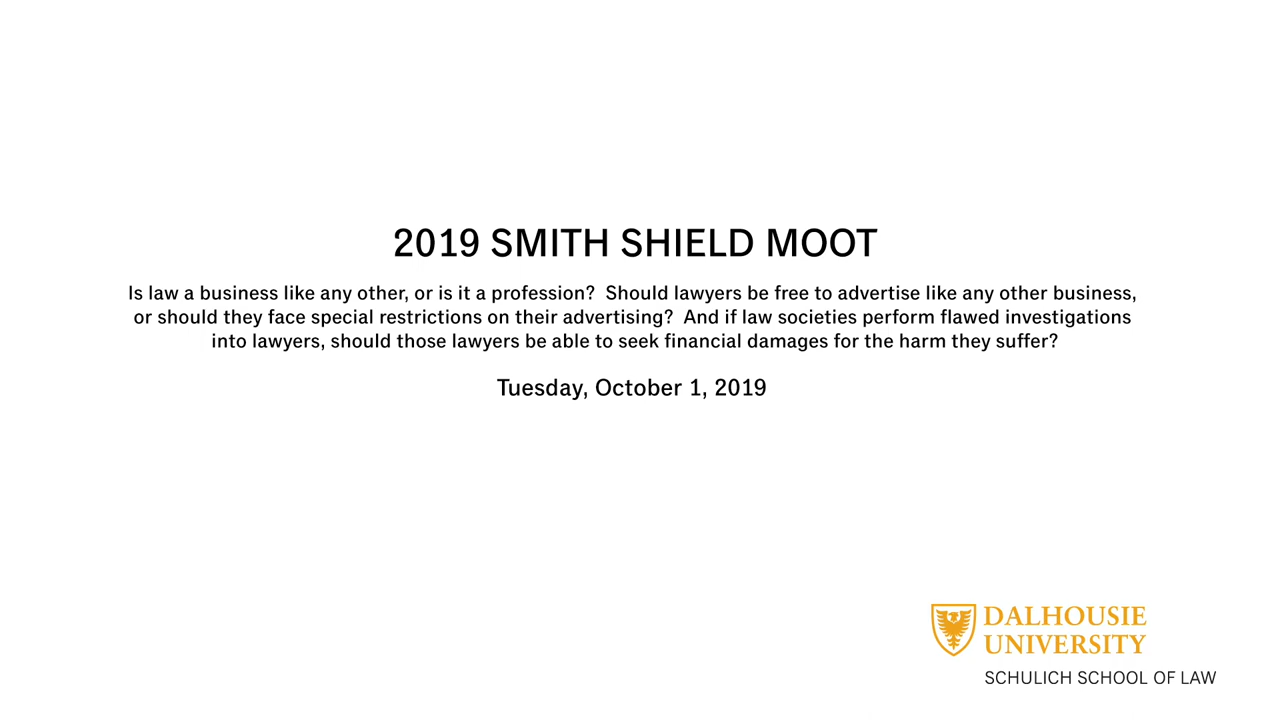 2019 SMITH SHIELD MOOT
Is law a business like any other, or is it a profession?  Should lawyers be free to advertise like any other business,
or should they face special restrictions on their advertising?  And if law societies perform flawed investigations
into lawyers, should those lawyers be able to seek financial damages for the harm they suffer?
Tuesday, October 1, 2019
DALHOUSIE
UNIVERSITY
SCHULICH SCHOOL OF LAW